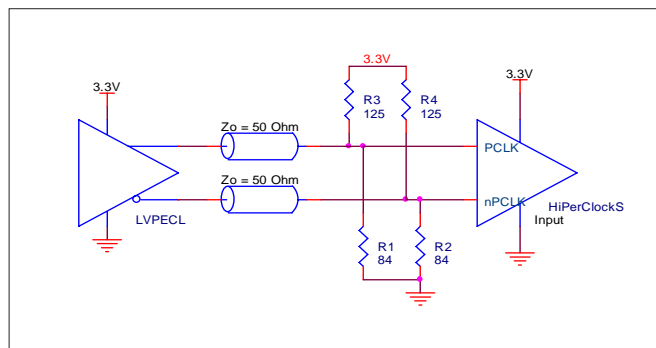 3.3V
3.3V
3.3V
R3
125
R4
125
Zo = 50 Ohm
PCLK
Zo = 50 Ohm
nPCLK
HiPerClockS
Input
LVPECL
R1
84
R2
84